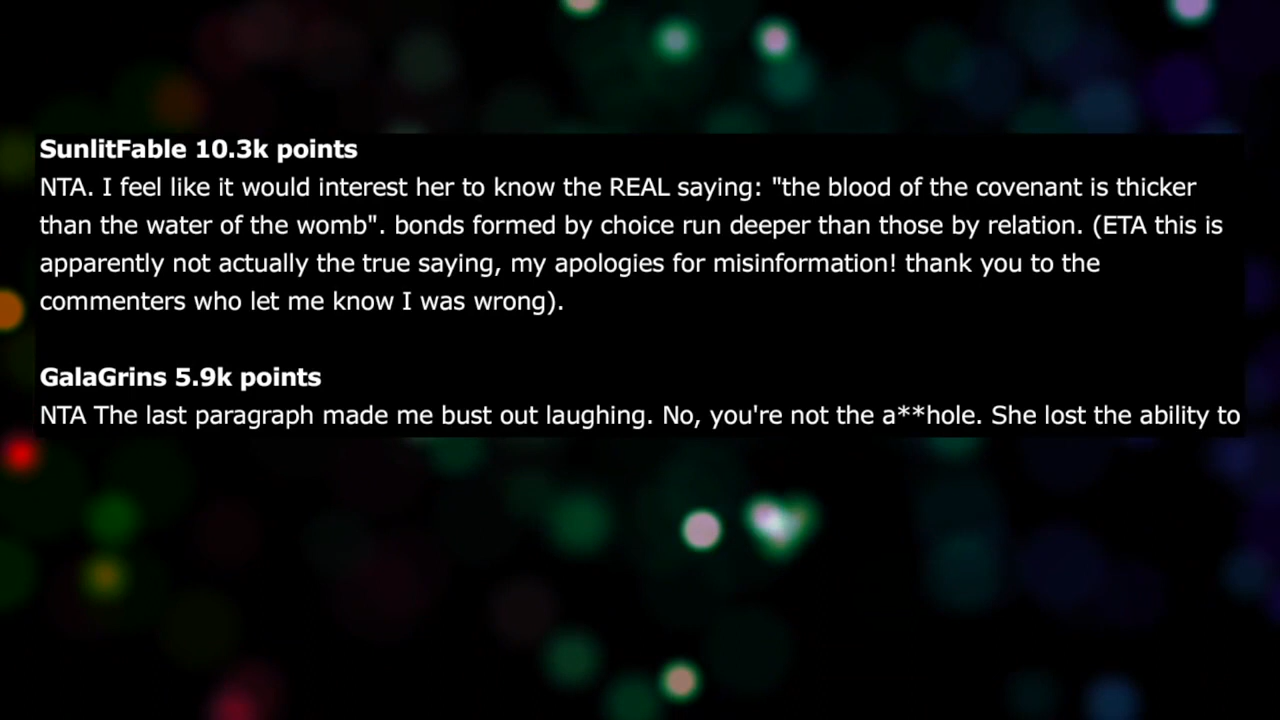 SunlitFable 10.3k points
NTA. I feel like it would interest her to know the REAL saying: "the blood of the covenant is thicker
than the water of the womb". bonds formed by choice run deeper than those by relation. (ETA this is
apparently not actually the true saying, my apologies for misinformation! thank you to the
commenters who let me know I was wrong).
GalaGrins 5.9k points
NTA The last paragraph made me bust out laughing. No, you're not the a**hole. She lost the ability to